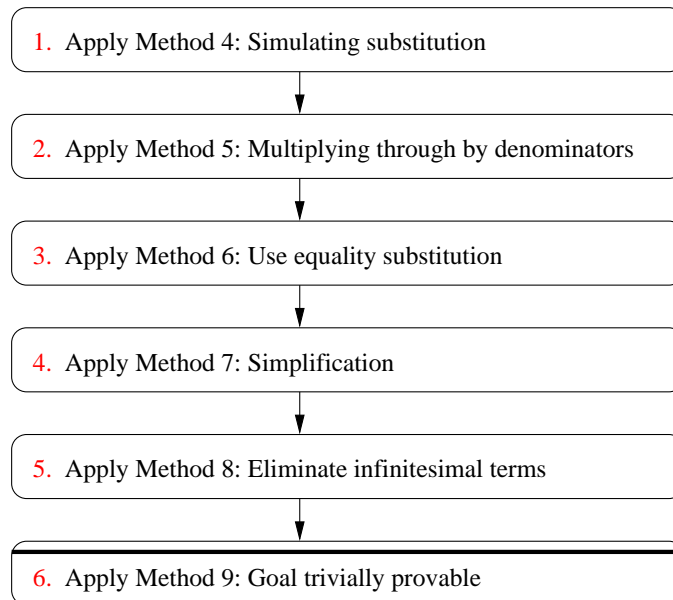 1. Apply Method 4: Simulating substitution
2. Apply Method 5: Multiplying through by denominators
3. Apply Method 6: Use equality substitution
4. Apply Method 7: Simplification
5. Apply Method 8: Eliminate infinitesimal terms
6. Apply Method 9: Goal trivially provable